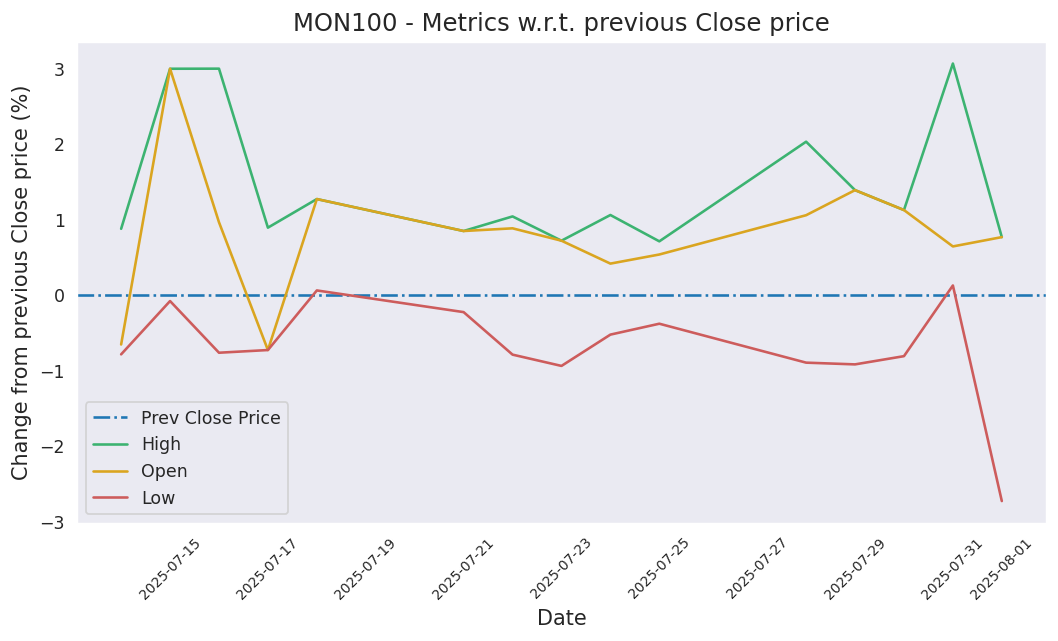 MON100 - Metrics w.r.t. previous Close price
Change from previous Close price (%)
3
2
1
0
−1
−2
−3
Prev Close Price
High
Open
Low
2025-07-15
2025-07-17
2025-07-19
2025-07-21
2025-07-23
2025-07-25
2025-07-27
2025-07-29
2025-07-31
2025-08-01
Date